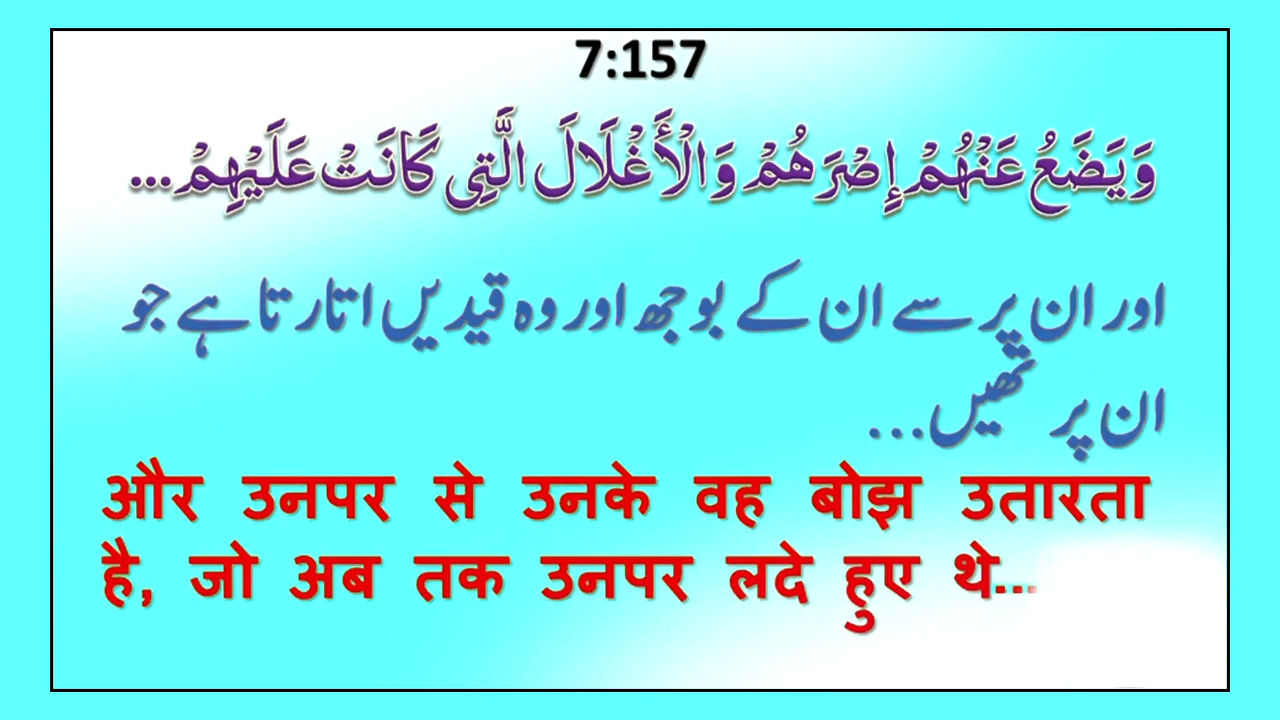 7:157
وَيَضَعُ عَنْهُمْ إِصْرَهُمْ وَالْأَغْلَالَ الَّتِي كَانَتْ عَلَيْهِمْ...
اور ان پر سے ان کے بوجھ اور وہ قیدیں اتارتا ہے جو
ان پر تھیں...
और उनपर से उनके वह बोझ उतारता
है, जो अब तक उनपर लदे हुए थे...